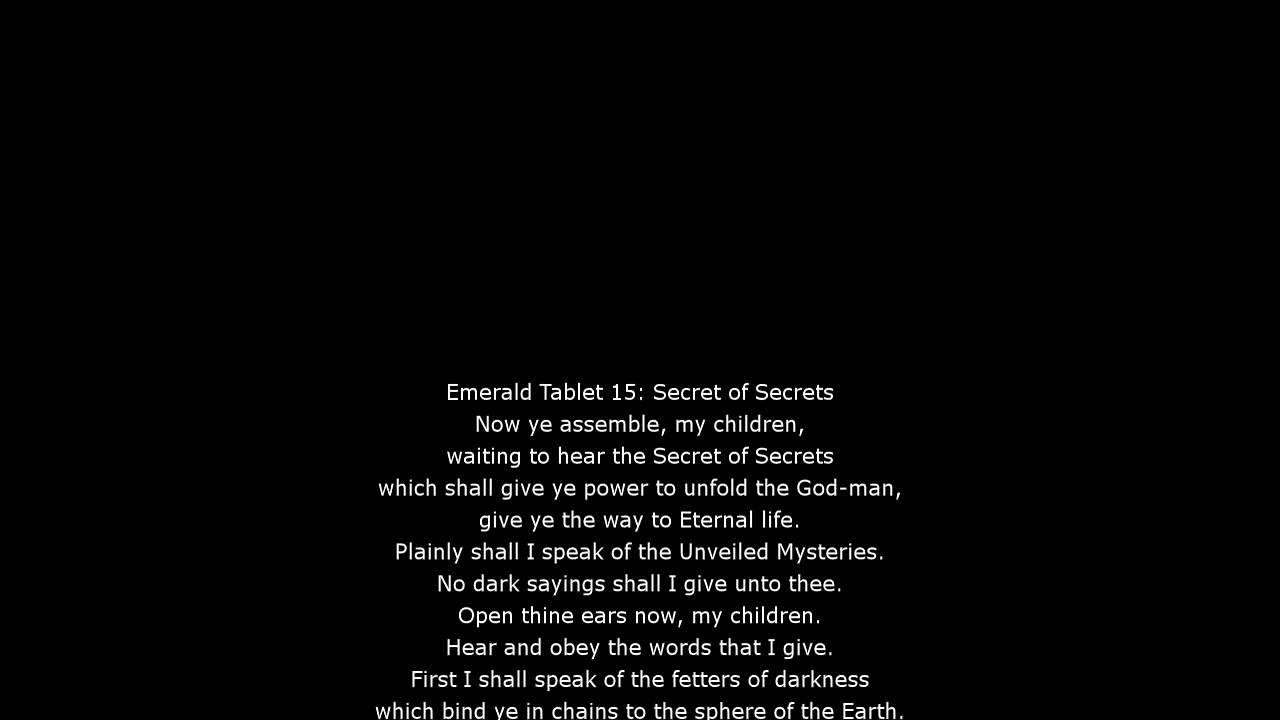 Emerald Tablet 15: Secret of Secrets
Now ye assemble, my children,
waiting to hear the Secret of Secrets
which shall give ye power to unfold the God-man,
give ye the way to Eternal life.
Plainly shall I speak of the Unveiled Mysteries.
No dark sayings shall I give unto thee.
Open thine ears now, my children.
Hear and obey the words that I give.
First I shall speak of the fetters of darkness
which bind ye in chains to the sphere of the Earth.